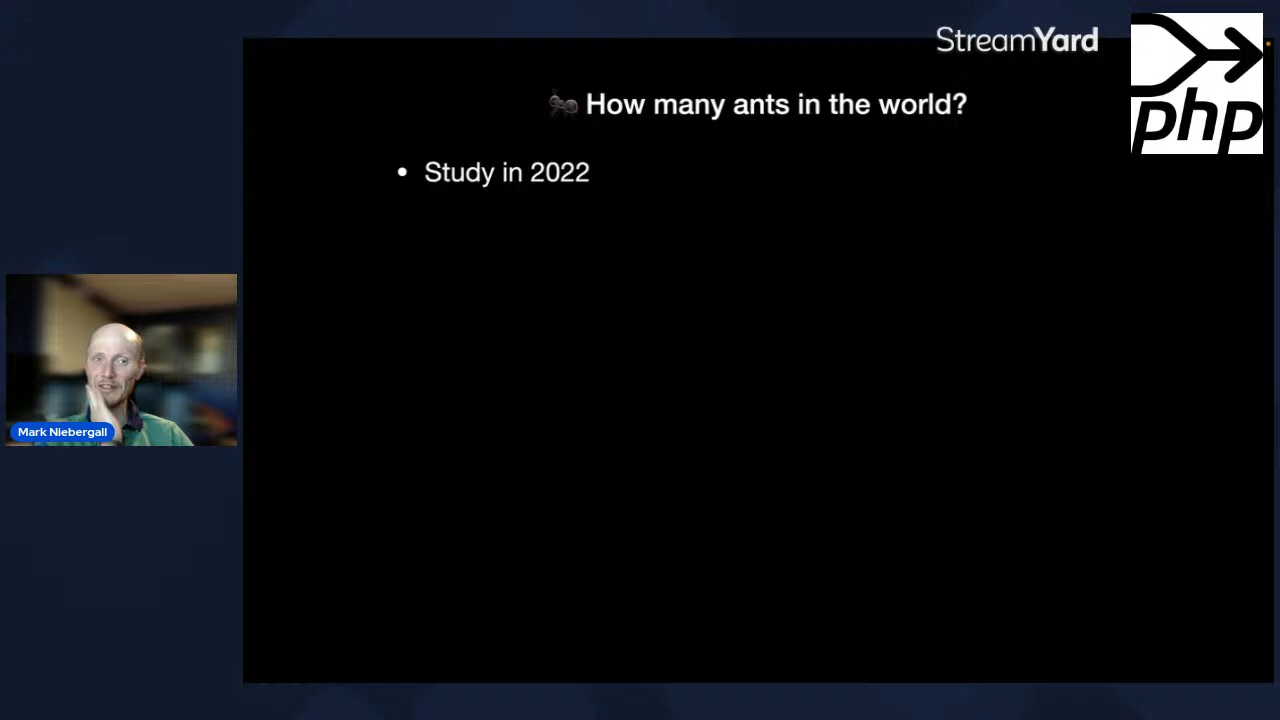 StreamYard
php
🐜 How many ants in the world?
• Study in 2022
Mark Niebergall